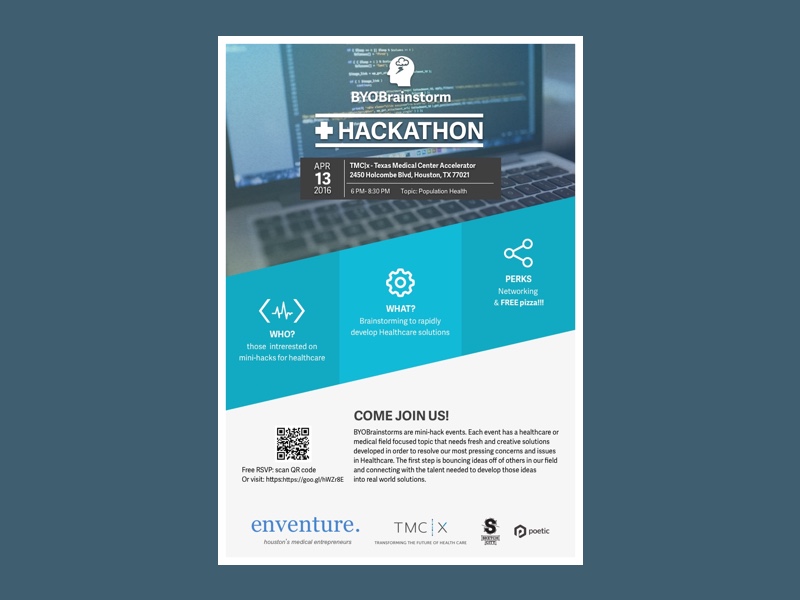 BYOBrainstorm
HACKATHON
APR
13
2016
TMC|x - Texas Medical Center Accelerator
2450 Holcombe Blvd, Houston, TX 77021
6 PM- 8:30 PM Topic: Population Health
WHO?
those intrerested on
mini-hacks for healthcare
WHAT?
Brainstorming to rapidly
develop Healthcare solutions
PERKS
Networking
& FREE pizza!!!
COME JOIN US!
BYOBrainstorms are mini-hack events. Each event has a healthcare or
medical field focused topic that needs fresh and creative solutions
developed in order to resolve our most pressing concerns and issues
in Healthcare. The first step is bouncing ideas off of others in our field
and connecting with the talent needed to develop those ideas
into real world solutions.
Free RSVP: scan QR code
Or visit: https:https://goo.gl/hWZr8E
enventure.
houston's medical entrepreneurs
TMC|X
TRANSFORMING THE FUTURE OF HEALTH CARE
S
SKETCH
CITY
poetic